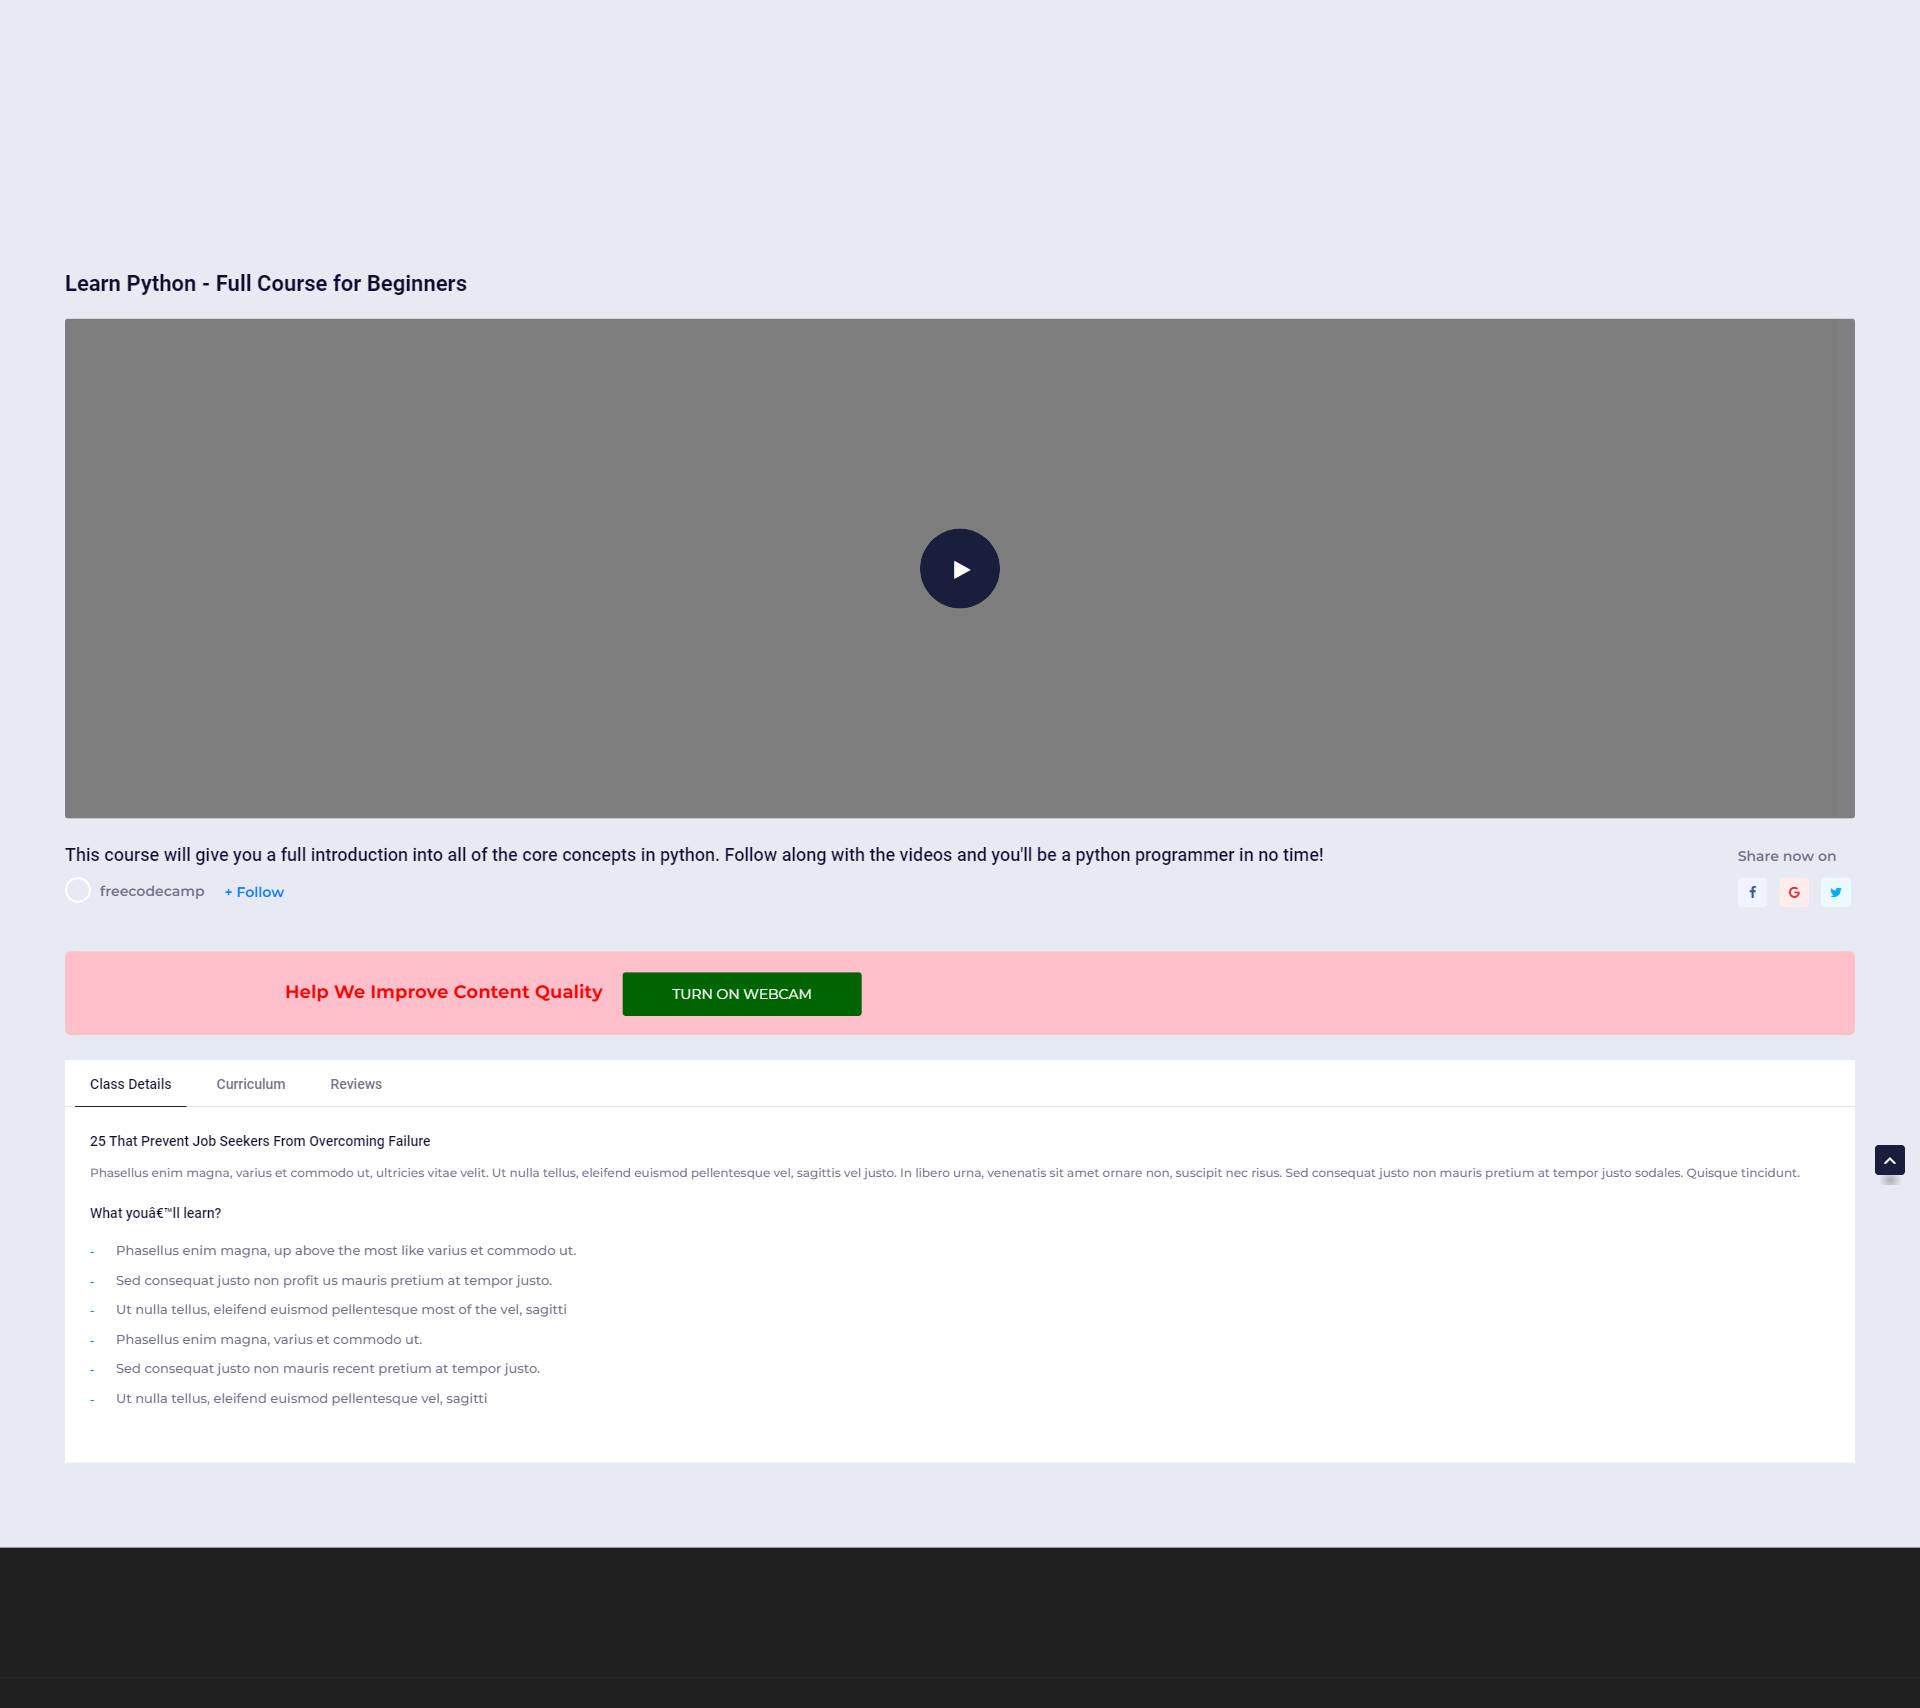 Learn Python - Full Course for Beginners
This course will give you a full introduction into all of the core concepts in python. Follow along with the videos and you'll be a python programmer in no time!
Share now on
freecodecamp + Follow
Help We Improve Content Quality TURN ON WEBCAM
Class Details Curriculum Reviews
25 That Prevent Job Seekers From Overcoming Failure
Phasellus enim magna, varius et commodo ut, ultricies vitae velit. Ut nulla tellus, eleifend euismod pellentesque vel, sagittis vel justo. In libero urna, venenatis sit amet ornare non, suscipit nec risus. Sed consequat justo non mauris pretium at tempor justo sodales. Quisque tincidunt.
What youâ€™ll learn?
- Phasellus enim magna, up above the most like varius et commodo ut.
- Sed consequat justo non profit us mauris pretium at tempor justo.
- Ut nulla tellus, eleifend euismod pellentesque most of the vel, sagitti
- Phasellus enim magna, varius et commodo ut.
- Sed consequat justo non mauris recent pretium at tempor justo.
- Ut nulla tellus, eleifend euismod pellentesque vel, sagitti